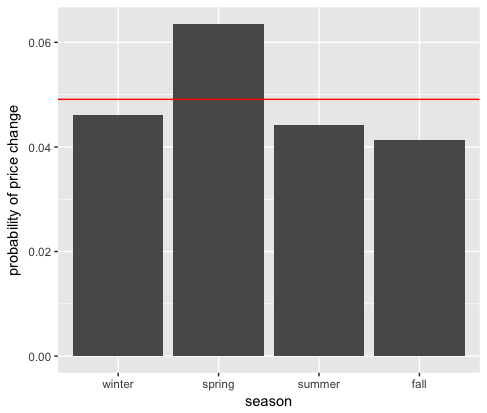 probability of price change
0.06
0.04
0.02
0.00
winter spring summer fall
season